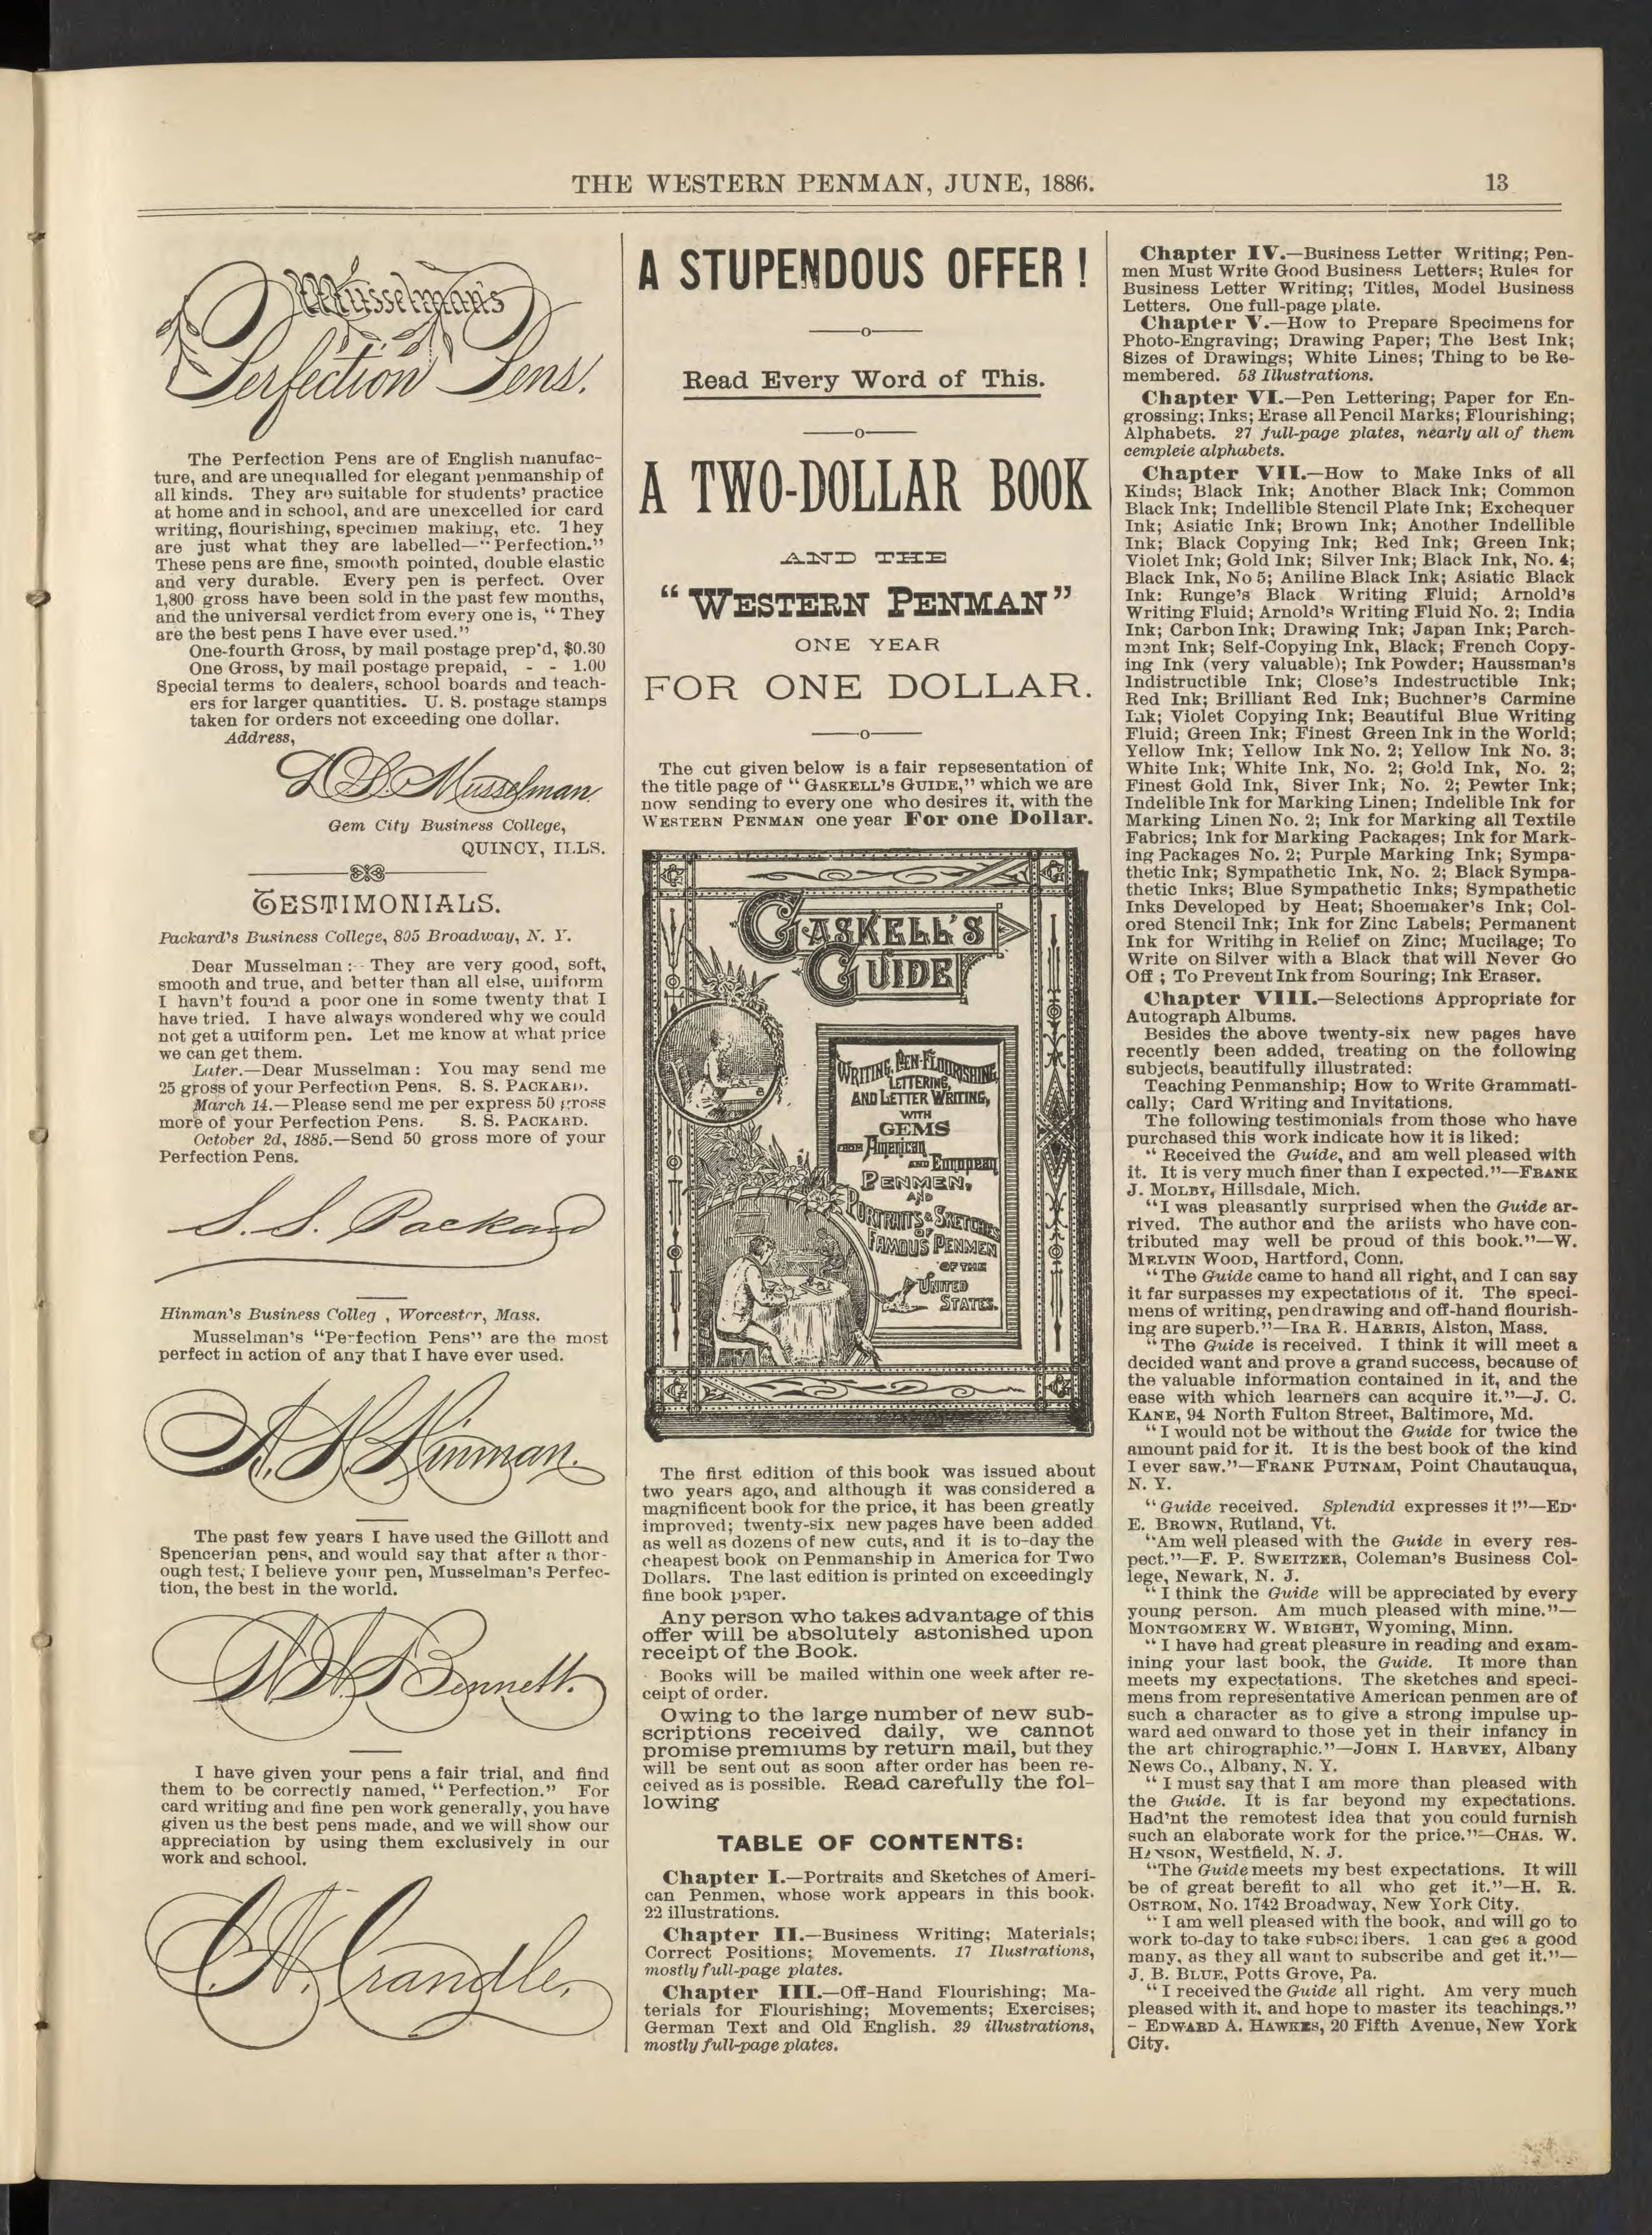 THE WESTERN PENMAN, JUNE, 1886.
13
Musselman's
Perfection Pens.
The Perfection Pens are of English manufac-
ture, and are unequalled for elegant penmanship of
all kinds. They are suitable for students' practice
at home and in school, and are unexcelled ior card
writing, flourishing, specimen making, etc. They
are just what they are labelled—"Perfection."
These pens are fine, smooth pointed, double elastic
and very durable. Every pen is perfect. Over
1,800 gross have been sold in the past few months,
and the universal verdict from every one is, "They
are the best pens I have ever used."
One-fourth Gross, by mail postage prep'd, $0.30
One Gross, by mail postage prepaid, - - 1.00
Special terms to dealers, school boards and teach-
ers for larger quantities. U. S. postage stamps
taken for orders not exceeding one dollar.
Address,
D L Musselman
Gem City Business College,
QUINCY, ILLS.
TESTIMONIALS.
Packard's Business College, 805 Broadway, N. Y.
Dear Musselman:- They are very good, soft,
smooth and true, and better than all else, uniform
I havn't found a poor one in some twenty that I
have tried. I have always wondered why we could
not get a uuiform pen. Let me know at what price
we can get them.
Later.—Dear Musselman: You may send me
25 gross of your Perfection Pens. S. S. PACKARD.
March 14.—Please send me per express 50 gross
more of your Perfection Pens. S. S. PACKARD.
October 2d, 1885.—Send 50 gross more of your
Perfection Pens.
S. S. Packard
Hinman's Business Colleg , Worcester, Mass.
Musselman's "Perfection Pens" are the most
perfect in action of any that I have ever used.
A. H. Hinman.
The past few years I have used the Gillott and
Spencerian pens, and would say that after a thor-
ough test, I believe your pen, Musselman's Perfec-
tion, the best in the world.
W. W. Bennett.
I have given your pens a fair trial, and find
them to be correctly named, "Perfection." For
card writing and fine pen work generally, you have
given us the best pens made, and we will show our
appreciation by using them exclusively in our
work and school.
C. N. Crandle.
A STUPENDOUS OFFER!
Read Every Word of This.
A TWO-DOLLAR BOOK
AND THE
"WESTERN PENMAN"
ONE YEAR
FOR ONE DOLLAR.
The cut given below is a fair repsesentation of
the title page of "GASKELL'S GUIDE," which we are
now sending to every one who desires it, with the
WESTERN PENMAN one year For one Dollar.
GASKELL'S
GUIDE
WRITING, PEN-FLOURISHING,
LETTERING,
AND LETTER WRITING,
WITH
GEMS
FROM American
AND European
PENMEN,
AND
PORTRAITS & SKETCHES
OF
FAMOUS PENMEN
OF THE
UNITED
STATES.
The first edition of this book was issued about
two years ago, and although it was considered a
magnificent book for the price, it has been greatly
improved; twenty-six new pages have been added
as well as dozens of new cuts, and it is to-day the
cheapest book on Penmanship in America for Two
Dollars. The last edition is printed on exceedingly
fine book paper.
Any person who takes advantage of this
offer will be absolutely astonished upon
receipt of the Book.
Books will be mailed within one week after re-
ceipt of order.
Owing to the large number of new sub-
scriptions received daily, we cannot
promise premiums by return mail, but they
will be sent out as soon after order has been re-
ceived as is possible. Read carefully the fol-
lowing
TABLE OF CONTENTS:
Chapter I.—Portraits and Sketches of Ameri-
can Penmen, whose work appears in this book.
22 illustrations.
Chapter II.—Business Writing; Materials;
Correct Positions; Movements. 17 Ilustrations,
mostly full-page plates.
Chapter III.—Off-Hand Flourishing; Ma-
terials for Flourishing; Movements; Exercises;
German Text and Old English. 29 illustrations,
mostly full-page plates.
Chapter IV.—Business Letter Writing; Pen-
men Must Write Good Business Letters; Rules for
Business Letter Writing; Titles, Model Business
Letters. One full-page plate.
Chapter V.—How to Prepare Specimens for
Photo-Engraving; Drawing Paper; The Best Ink;
Sizes of Drawings; White Lines; Thing to be Re-
membered. 53 Illustrations.
Chapter VI.—Pen Lettering; Paper for En-
grossing; Inks; Erase all Pencil Marks; Flourishing;
Alphabets. 27 full-page plates, nearly all of them
cempleie alphabets.
Chapter VII.—How to Make Inks of all
Kinds; Black Ink; Another Black Ink; Common
Black Ink; Indellible Stencil Plate Ink; Exchequer
Ink; Asiatic Ink; Brown Ink; Another Indellible
Ink; Black Copying Ink; Red Ink; Green Ink;
Violet Ink; Gold Ink; Silver Ink; Black Ink, No. 4;
Black Ink, No 5; Aniline Black Ink; Asiatic Black
Ink: Runge's Black Writing Fluid; Arnold's
Writing Fluid; Arnold's Writing Fluid No. 2; India
Ink; Carbon Ink; Drawing Ink; Japan Ink; Parch-
ment Ink; Self-Copying Ink, Black; French Copy-
ing Ink (very valuable); Ink Powder; Haussman's
Indistructible Ink; Close's Indestructible Ink;
Red Ink; Brilliant Red Ink; Buchner's Carmine
Ink; Violet Copying Ink; Beautiful Blue Writing
Fluid; Green Ink; Finest Green Ink in the World;
Yellow Ink; Yellow Ink No. 2; Yellow Ink No. 3;
White Ink; White Ink, No. 2; Gold Ink, No. 2;
Finest Gold Ink, Siver Ink; No. 2; Pewter Ink;
Indelible Ink for Marking Linen; Indelible Ink for
Marking Linen No. 2; Ink for Marking all Textile
Fabrics; Ink for Marking Packages; Ink for Mark-
ing Packages No. 2; Purple Marking Ink; Sympa-
thetic Ink; Sympathetic Ink, No. 2; Black Sympa-
thetic Inks; Blue Sympathetic Inks; Sympathetic
Inks Developed by Heat; Shoemaker's Ink; Col-
ored Stencil Ink; Ink for Zinc Labels; Permanent
Ink for Writihg in Relief on Zinc; Mucilage; To
Write on Silver with a Black that will Never Go
Off; To Prevent Ink from Souring; Ink Eraser.
Chapter VIII.—Selections Appropriate for
Autograph Albums.
Besides the above twenty-six new pages have
recently been added, treating on the following
subjects, beautifully illustrated:
Teaching Penmanship; How to Write Grammati-
cally; Card Writing and Invitations.
The following testimonials from those who have
purchased this work indicate how it is liked:
"Received the Guide, and am well pleased with
it. It is very much finer than I expected."—FRANK
J. MOLBY, Hillsdale, Mich.
"I was pleasantly surprised when the Guide ar-
rived. The author and the ariists who have con-
tributed may well be proud of this book."—W.
MELVIN WOOD, Hartford, Conn.
"The Guide came to hand all right, and I can say
it far surpasses my expectations of it. The speci-
mens of writing, pendrawing and off-hand flourish-
ing are superb."—IRA R. HARRIS, Alston, Mass.
"The Guide is received. I think it will meet a
decided want and prove a grand success, because of
the valuable information contained in it, and the
ease with which learners can acquire it."—J. C.
KANE, 94 North Fulton Street, Baltimore, Md.
"I would not be without the Guide for twice the
amount paid for it. It is the best book of the kind
I ever saw."—FRANK PUTNAM, Point Chautauqua,
N. Y.
"Guide received. Splendid expresses it!"—ED.
E. BROWN, Rutland, Vt.
"Am well pleased with the Guide in every res-
pect."—F. P. SWEITZER, Coleman's Business Col-
lege, Newark, N. J.
"I think the Guide will be appreciated by every
young person. Am much pleased with mine."—
MONTGOMERY W. WBIGHT, Wyoming, Minn.
"I have had great pleasure in reading and exam-
ining your last book, the Guide. It more than
meets my expectations. The sketches and speci-
mens from representative American penmen are of
such a character as to give a strong impulse up-
ward aed onward to those yet in their infancy in
the art chirographic."—JOHN I. HARVEY, Albany
News Co., Albany, N. Y.
"I must say that I am more than pleased with
the Guide. It is far beyond my expectations.
Had'nt the remotest idea that you could furnish
such an elaborate work for the price."—CHAS. W.
HANSON, Westfield, N. J.
"The Guide meets my best expectations. It will
be of great berefit to all who get it."—H. R.
OSTROM, No. 1742 Broadway, New York City.
"I am well pleased with the book, and will go to
work to-day to take subscribers. I can get a good
many, as they all want to subscribe and get it."—
J. B. BLUE, Potts Grove, Pa.
"I received the Guide all right. Am very much
pleased with it, and hope to master its teachings."
- EDWARD A. HAWKES, 20 Fifth Avenue, New York
City.